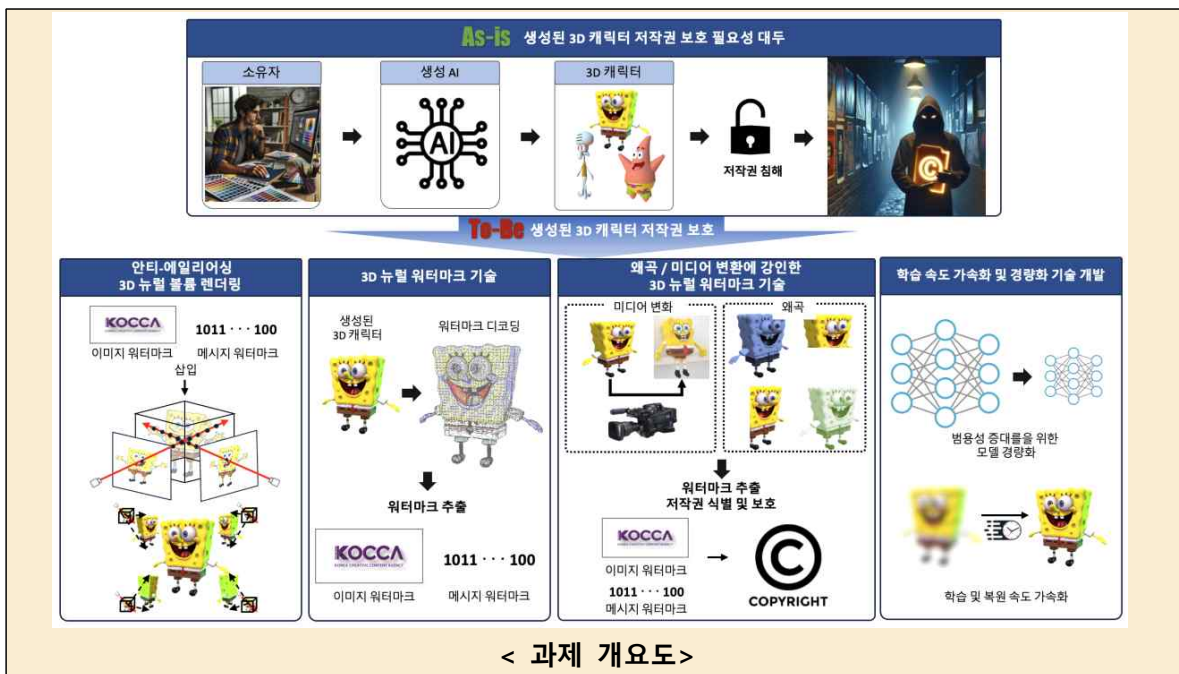 As-is 생성된 3D 캐릭터 저작권 보호 필요성 대두
소유자
생성 AI
3D 캐릭터
AI
저작권 침해
To-Be 생성된 3D 캐릭터 저작권 보호
안티-에일리어싱
3D 뉴럴 볼륨 렌더링
KOCCA
1011 · · · 100
이미지 워터마크
메시지 워터마크
삽입
3D 뉴럴 워터마크 기술
생성된
3D 캐릭터
워터마크 디코딩
워터마크 추출
KOCCA
KOREA CREATIVE CONTENT AGENCY
1011 · · · 100
이미지 워터마크
메시지 워터마크
왜곡 / 미디어 변환에 강인한
3D 뉴럴 워터마크 기술
미디어 변화
왜곡
워터마크 추출
저작권 식별 및 보호
KOCCA
이미지 워터마크
1011 · · · 100
메시지 워터마크
C
COPYRIGHT
학습 속도 가속화 및 경량화 기술 개발
범용성 증대를을 위한
모델 경량화
학습 및 복원 속도 가속화
< 과제 개요도>